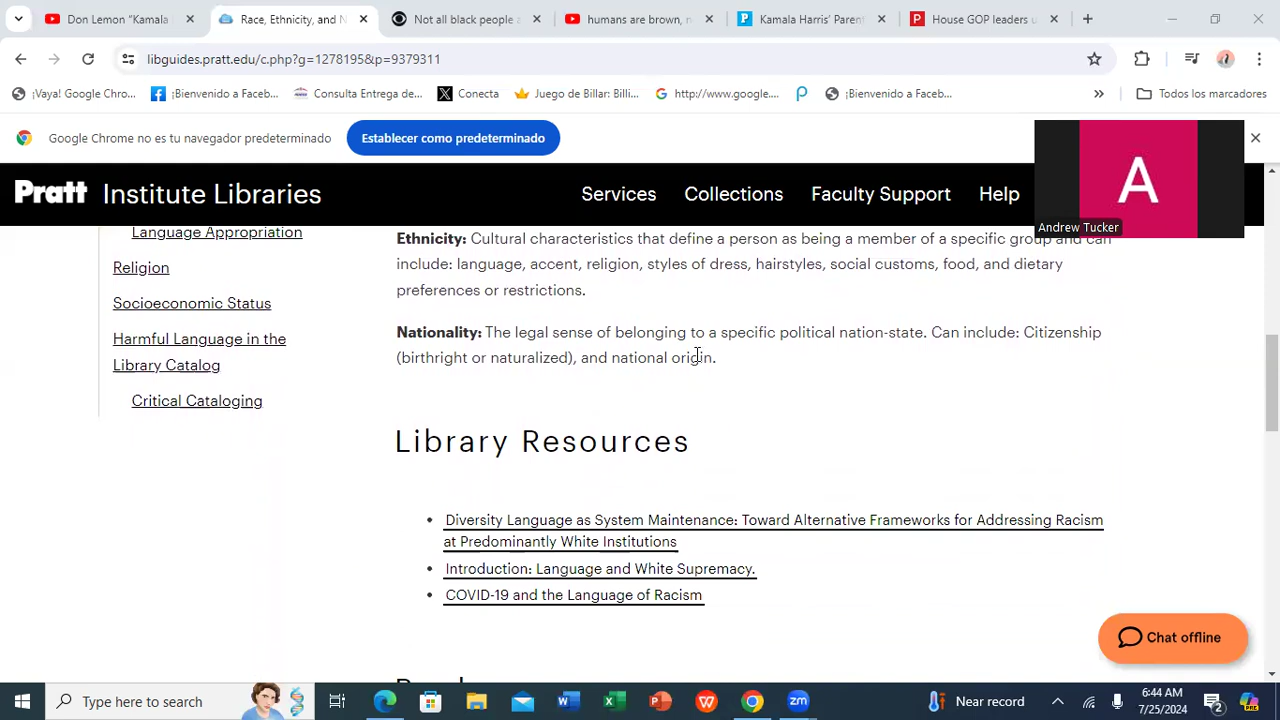 Don Lemon “Kamala
Race, Ethnicity, and N
Not all black people a
humans are brown, n
Kamala Harris’ Paren
House GOP leaders u
libguides.pratt.edu/c.php?g=1278195&p=9379311
¡Vaya! Google Chro...
¡Bienvenido a Faceb...
Consulta Entrega de...
Conecta
Juego de Billar: Billi...
http://www.google....
¡Bienvenido a Faceb...
Todos los marcadores
Google Chrome no es tu navegador predeterminado
Establecer como predeterminado
A
Andrew Tucker
Pratt Institute Libraries
Services
Collections
Faculty Support
Help
Language Appropriation
Religion
Socioeconomic Status
Harmful Language in the
Library Catalog
Critical Cataloging
Ethnicity: Cultural characteristics that define a person as being a member of a specific group and can
include: language, accent, religion, styles of dress, hairstyles, social customs, food, and dietary
preferences or restrictions.
Nationality: The legal sense of belonging to a specific political nation-state. Can include: Citizenship
(birthright or naturalized), and national origin.
Library Resources
Diversity Language as System Maintenance: Toward Alternative Frameworks for Addressing Racism
at Predominantly White Institutions
Introduction: Language and White Supremacy.
COVID-19 and the Language of Racism
Chat offline
Type here to search
Near record
6:44 AM
7/25/2024
2